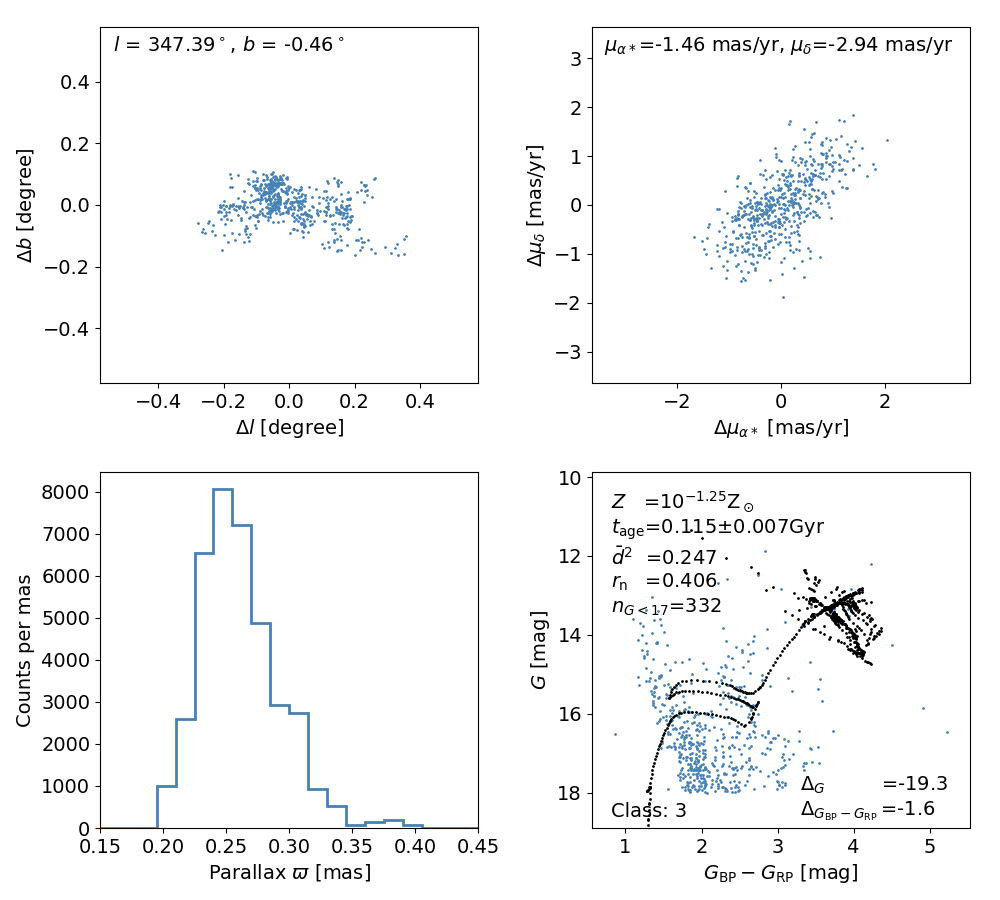 l = 347.39°, b = -0.46°
0.4
0.2
0.0
−0.2
−0.4
Δb [degree]
−0.4 −0.2 0.0 0.2 0.4
Δl [degree]
μα*=-1.46 mas/yr, μδ=-2.94 mas/yr
3
2
1
0
−1
−2
−3
Δμδ [mas/yr]
−2 0 2
Δμα* [mas/yr]
8000
7000
6000
5000
4000
3000
2000
1000
0
Counts per mas
0.15 0.20 0.25 0.30 0.35 0.40 0.45
Parallax ϖ [mas]
10
12
14
16
18
G [mag]
Z =10^−1.25 Z⊙
t_age=0.115±0.007Gyr
d̄² =0.247
r_n =0.406
n_G<17=332
Δ_G =-19.3
Δ_G_BP−G_RP=-1.6
Class: 3
1 2 3 4 5
G_BP − G_RP [mag]